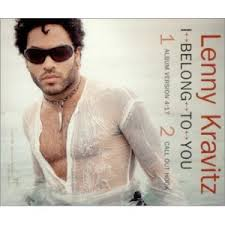 Lenny Kravitz
I··BELONG··TO··YOU
1 ALBUM VERSION 4:17
2 CALL OUT HOOK